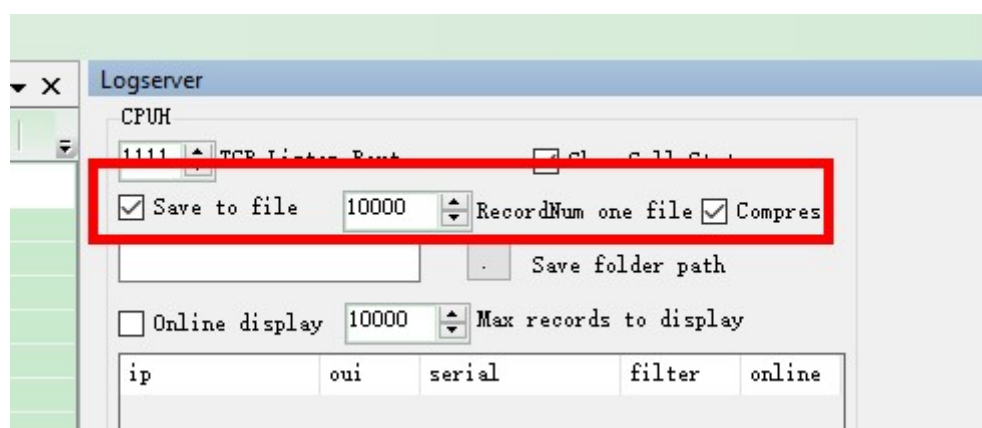 Logserver
CPUH
1111
Save to file 10000 RecordNum one file Compres
. Save folder path
Online display 10000 Max records to display
ip oui serial filter online